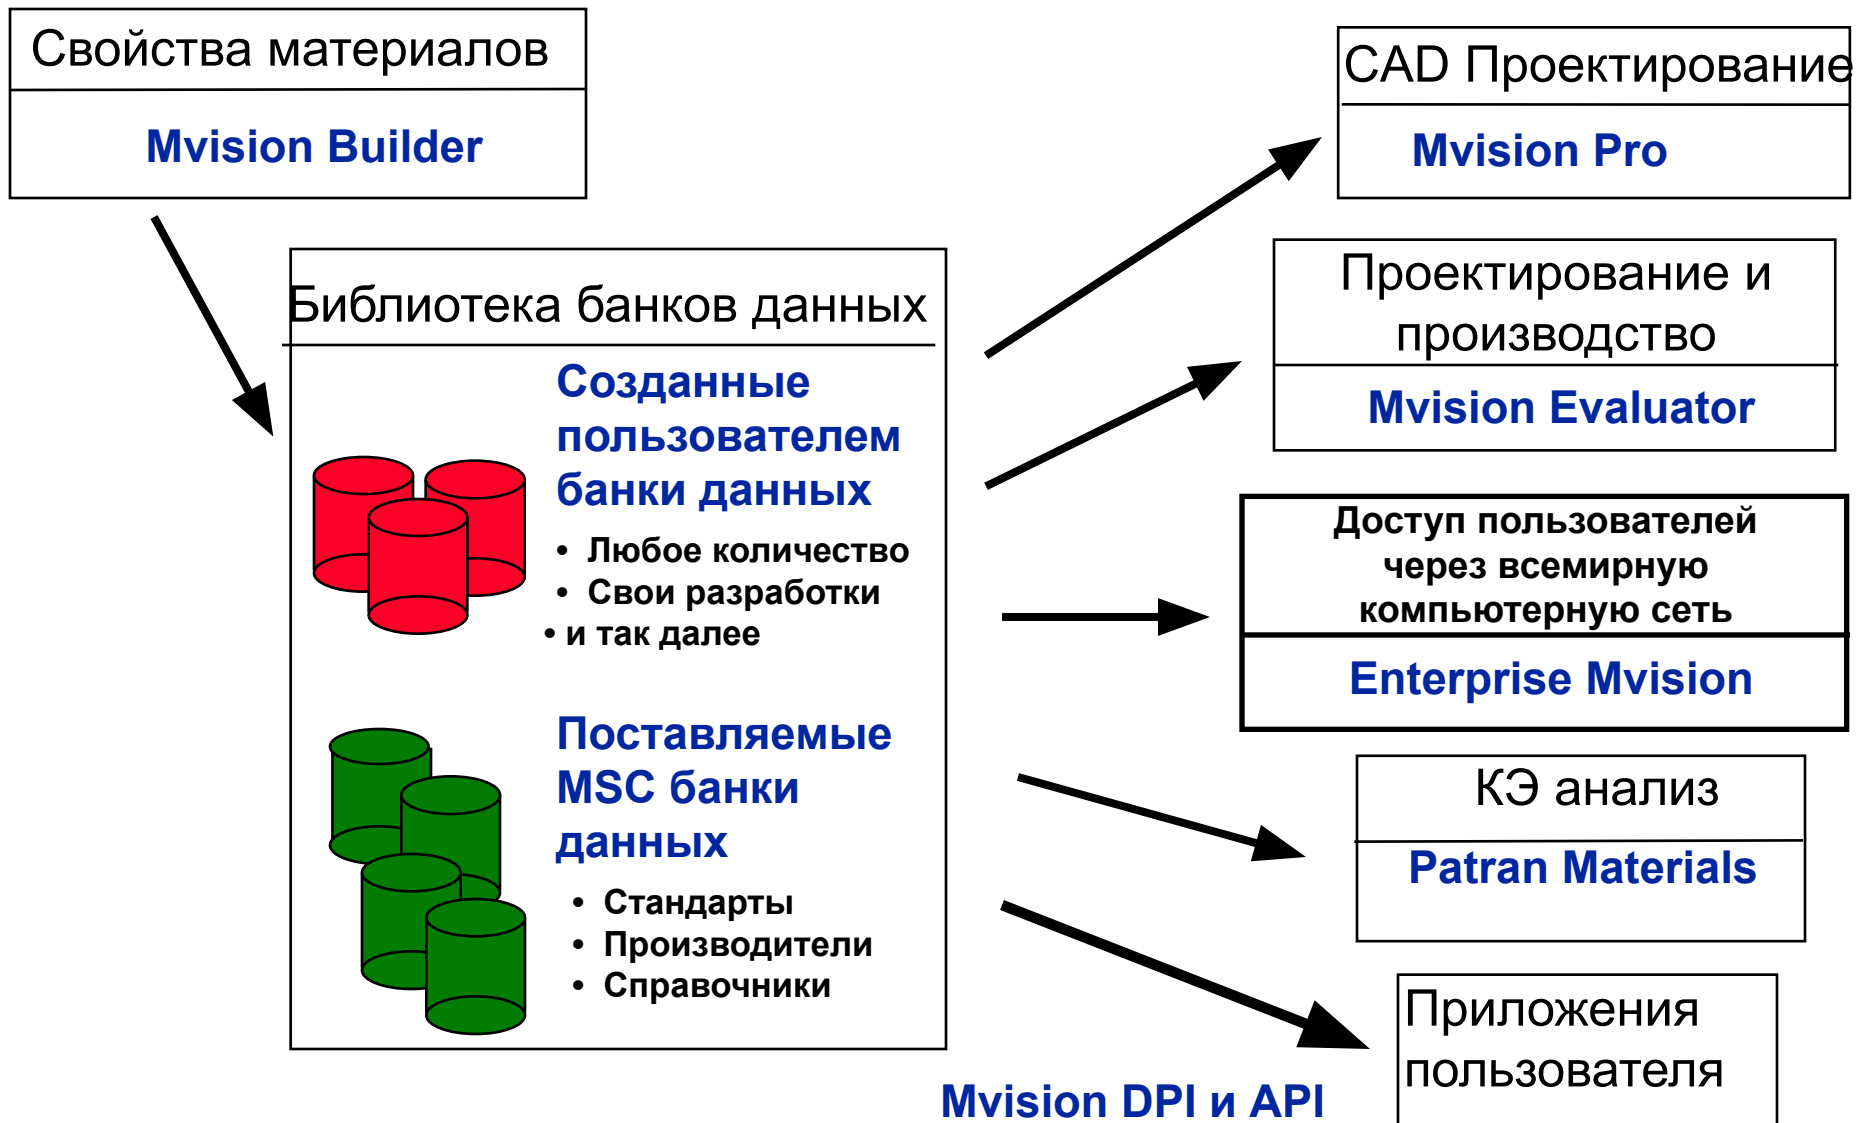 Свойства материалов
Mvision Builder
Библиотека банков данных
Созданные
пользователем
банки данных
• Любое количество
• Свои разработки
• и так далее
Поставляемые
MSC банки
данных
• Стандарты
• Производители
• Справочники
CAD Проектирование
Mvision Pro
Проектирование и
производство
Mvision Evaluator
Доступ пользователей
через всемирную
компьютерную сеть
Enterprise Mvision
КЭ анализ
Patran Materials
Приложения
пользователя
Mvision DPI и API